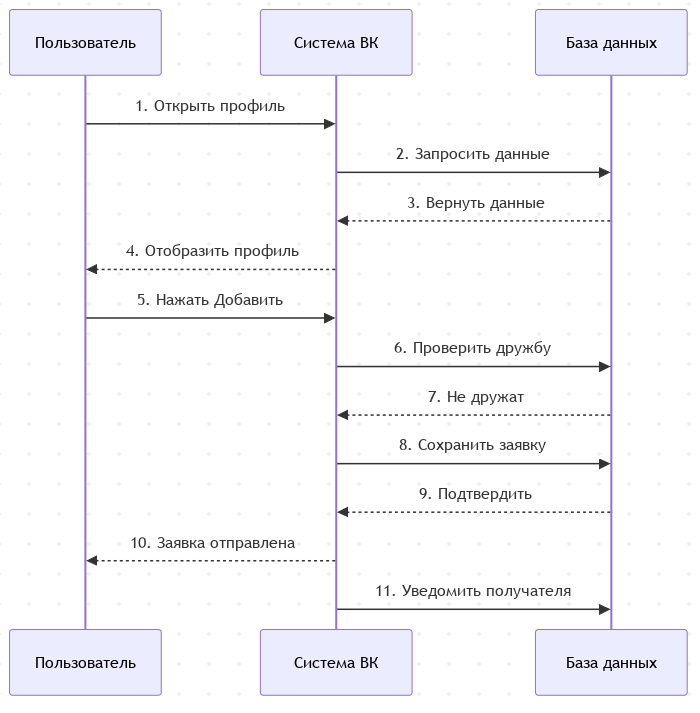 Пользователь
Система ВК
База данных
1. Открыть профиль
2. Запросить данные
3. Вернуть данные
4. Отобразить профиль
5. Нажать Добавить
6. Проверить дружбу
7. Не дружат
8. Сохранить заявку
9. Подтвердить
10. Заявка отправлена
11. Уведомить получателя
Пользователь
Система ВК
База данных